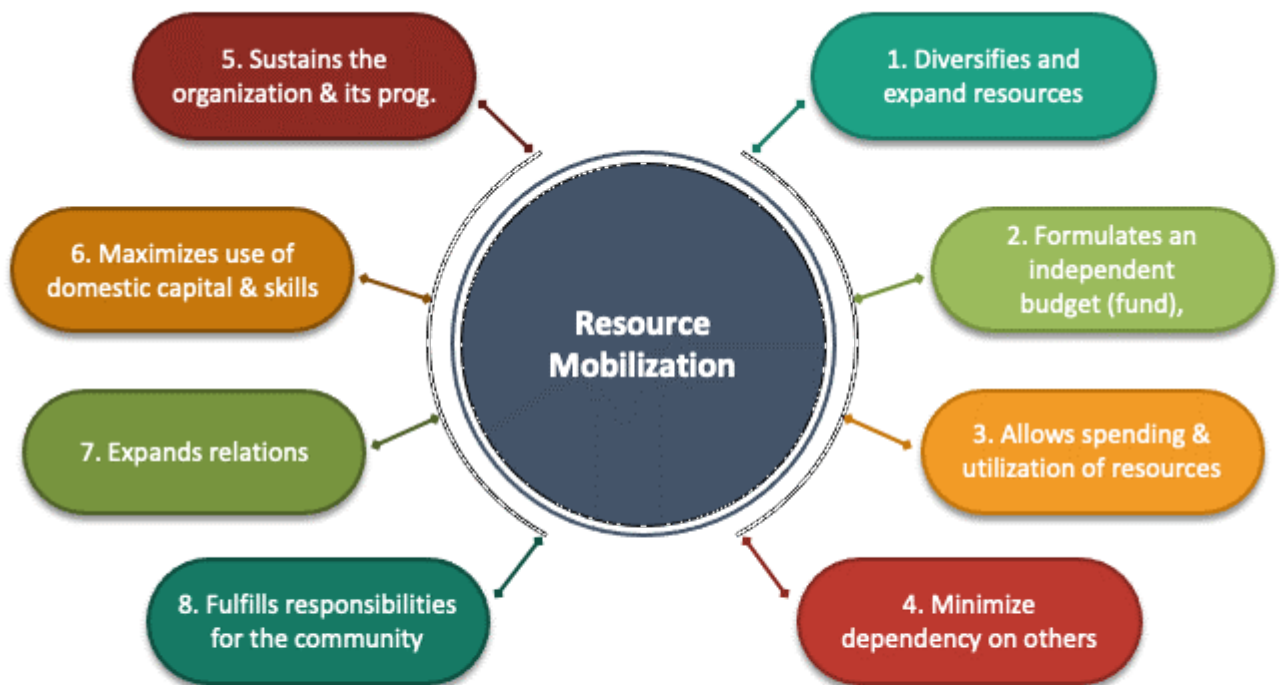 Resource
Mobilization
1. Diversifies and
expand resources
2. Formulates an
independent
budget (fund),
3. Allows spending &
utilization of resources
4. Minimize
dependency on others
5. Sustains the
organization & its prog.
6. Maximizes use of
domestic capital & skills
7. Expands relations
8. Fulfills responsibilities
for the community